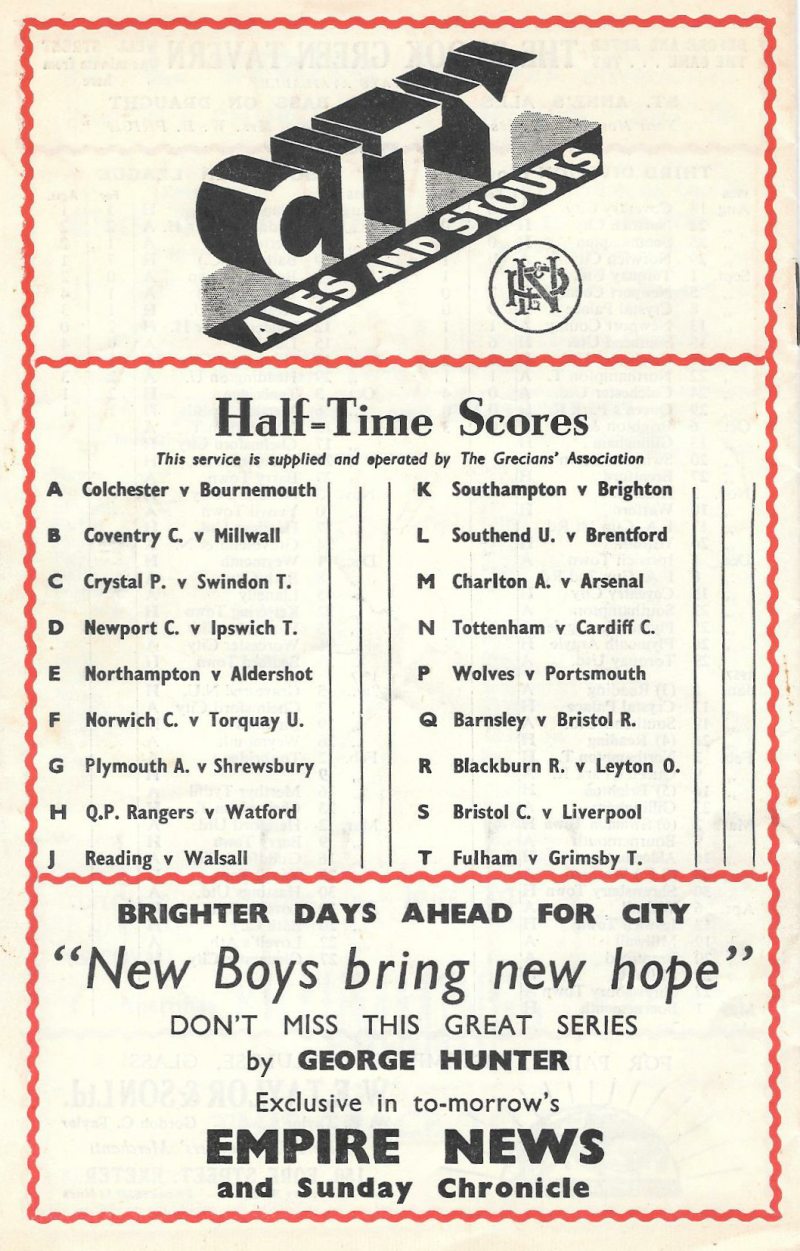 CITY
ALES AND STOUTS
Half-Time Scores
This service is supplied and operated by The Grecians' Association
A Colchester v Bournemouth
B Coventry C. v Millwall
C Crystal P. v Swindon T.
D Newport C. v Ipswich T.
E Northampton v Aldershot
F Norwich C. v Torquay U.
G Plymouth A. v Shrewsbury
H Q.P. Rangers v Watford
J Reading v Walsall
K Southampton v Brighton
L Southend U. v Brentford
M Charlton A. v Arsenal
N Tottenham v Cardiff C.
P Wolves v Portsmouth
Q Barnsley v Bristol R.
R Blackburn R. v Leyton O.
S Bristol C. v Liverpool
T Fulham v Grimsby T.
BRIGHTER DAYS AHEAD FOR CITY
"New Boys bring new hope"
DON'T MISS THIS GREAT SERIES
by GEORGE HUNTER
Exclusive in to-morrow's
EMPIRE NEWS
and Sunday Chronicle